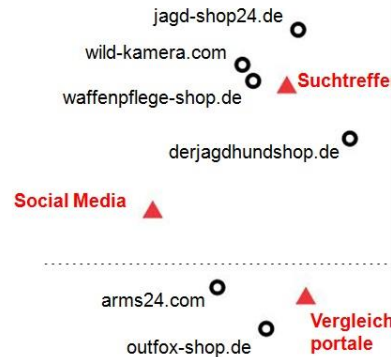 jagd-shop24.de
wild-kamera.com
waffenpflege-shop.de
Suchtreffe
derjagdhundshop.de
Social Media
arms24.com
outfox-shop.de
Vergleich
portale